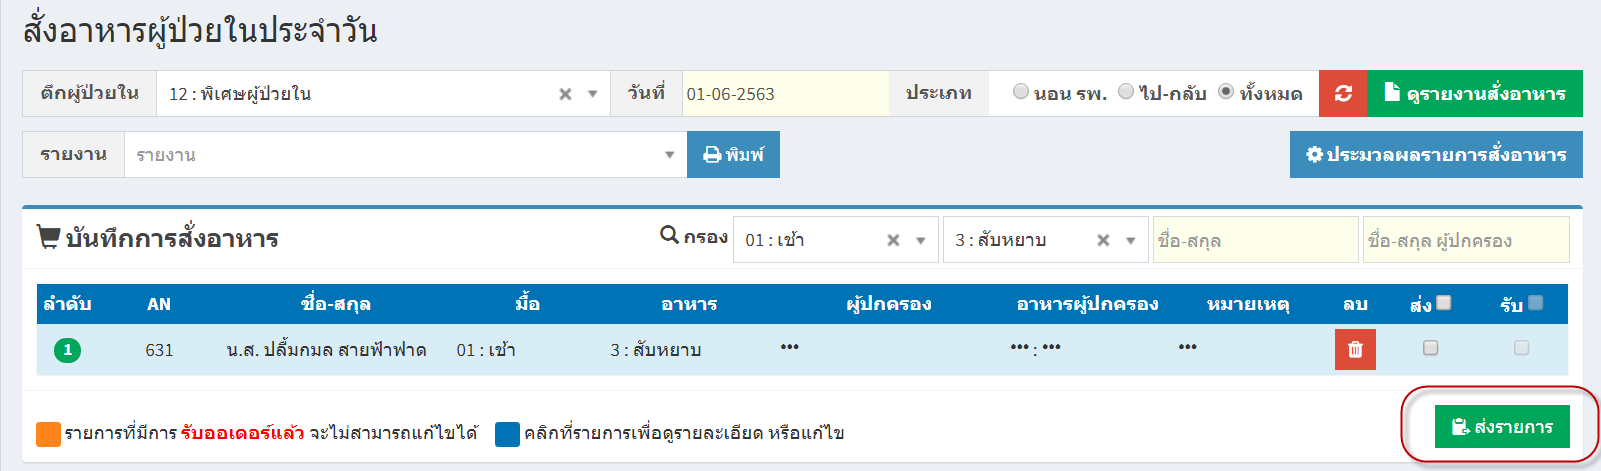 สั่งอาหารผู้ป่วยในประจำวัน
ตึกผู้ป่วยใน 12 : พิเศษผู้ป่วยใน วันที่ 01-06-2563 ประเภท นอน รพ. ไป-กลับ ทั้งหมด ดูรายงานสั่งอาหาร
รายงาน รายงาน พิมพ์ ประมวลผลรายการสั่งอาหาร
บันทึกการสั่งอาหาร กรอง 01 : เช้า 3 : สับหยาบ ชื่อ-สกุล ชื่อ-สกุล ผู้ปกครอง
ลำดับ AN ชื่อ-สกุล มื้อ อาหาร ผู้ปกครอง อาหารผู้ปกครอง หมายเหตุ ลบ ส่ง รับ
1 631 น.ส. ปลื้มกมล สายฟ้าฟาด 01 : เช้า 3 : สับหยาบ ••• ••• : ••• •••
รายการที่มีการ รับออเดอร์แล้ว จะไม่สามารถแก้ไขได้ คลิกที่รายการเพื่อดูรายละเอียด หรือแก้ไข ส่งรายการ